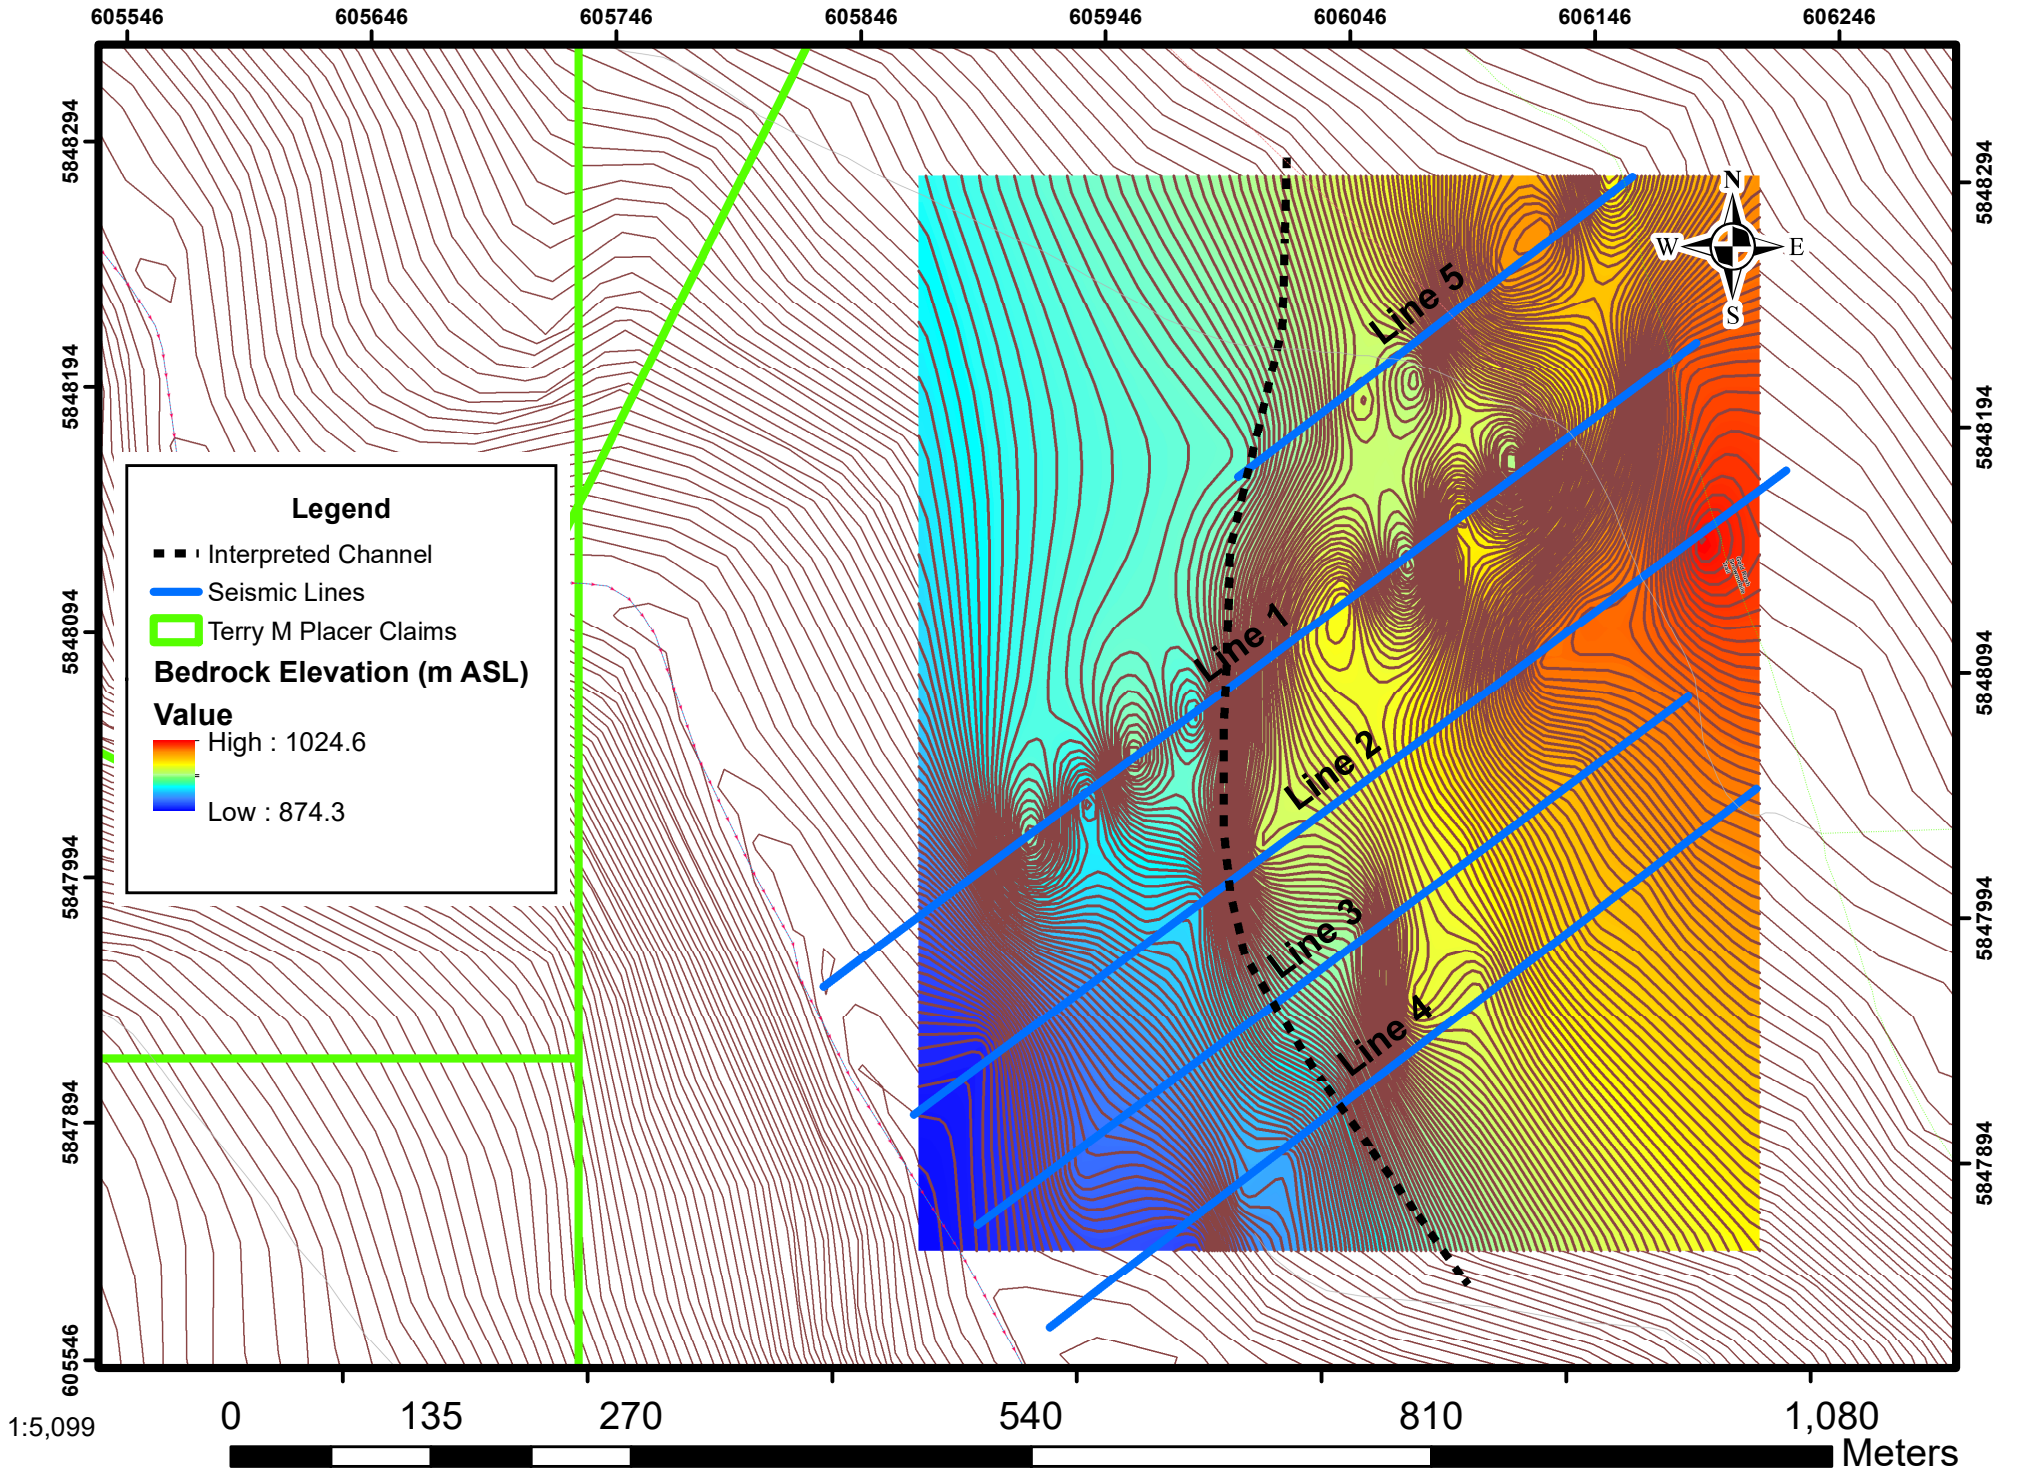 605546 605646 605746 605846 605946 606046 606146 606246
5848294
5848194
5848094
5847994
5847894
605546
5848294
5848194
5848094
5847994
5847894
N
W E
S
Line 5
Line 1
Line 2
Line 3
Line 4
Legend
Interpreted Channel
Seismic Lines
Terry M Placer Claims
Bedrock Elevation (m ASL)
Value
High : 1024.6
Low : 874.3
1:5,099
0 135 270 540 810 1,080
Meters